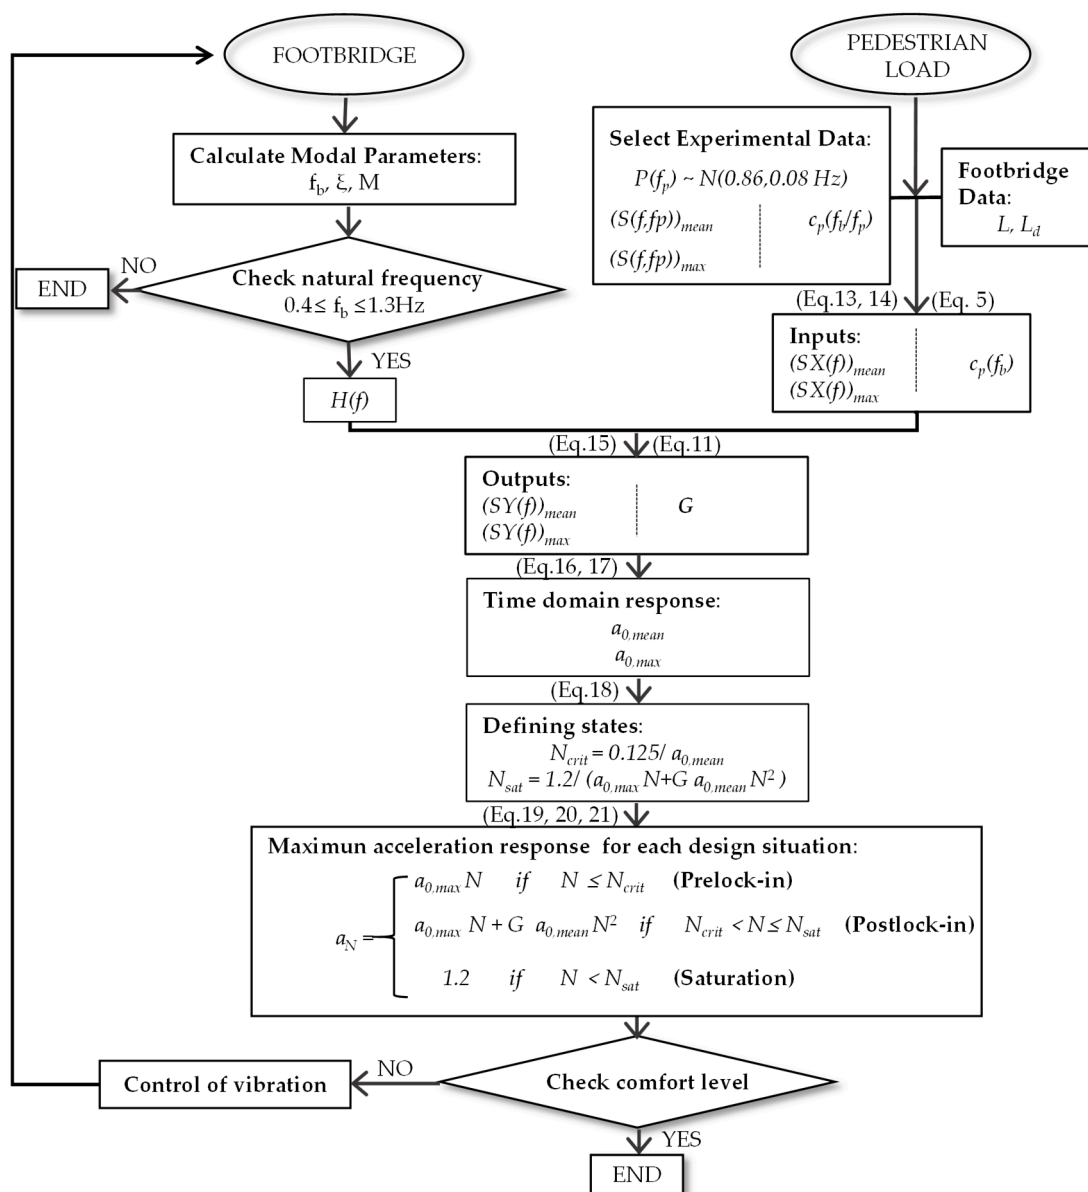 FOOTBRIDGE
PEDESTRIAN
LOAD
Calculate Modal Parameters:
f_b, ξ, M
Select Experimental Data:
P(f_p) ~ N(0.86,0.08 Hz)
(S(f,fp))_mean
c_p(f_b/f_p)
(S(f,fp))_max
Footbridge
Data:
L, L_d
NO
END
Check natural frequency
0.4≤ f_b ≤1.3Hz
YES
H(f)
(Eq.13, 14)
(Eq. 5)
Inputs:
(SX(f))_mean
c_p(f_b)
(SX(f))_max
(Eq.15)
(Eq.11)
Outputs:
(SY(f))_mean
G
(SY(f))_max
(Eq.16, 17)
Time domain response:
a_0,mean
a_0,max
(Eq.18)
Defining states:
N_crit = 0.125/ a_0,mean
N_sat = 1.2/ (a_0,max N+G a_0,mean N² )
(Eq.19, 20, 21)
Maximun acceleration response for each design situation:
a_N =
a_0,max N if N ≤ N_crit (Prelock-in)
a_0,max N + G a_0,mean N² if N_crit < N ≤ N_sat (Postlock-in)
1.2 if N < N_sat (Saturation)
Control of vibration
NO
Check comfort level
YES
END